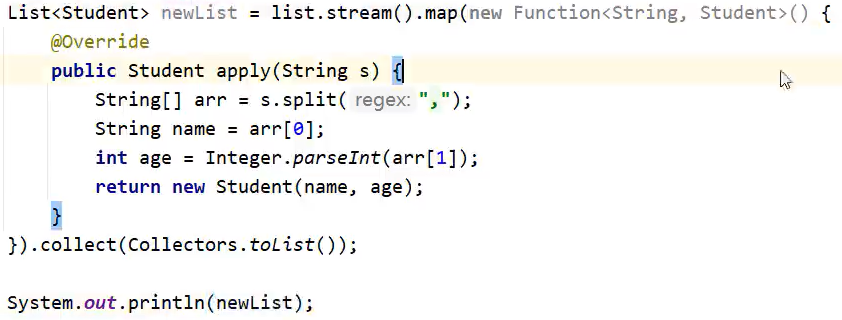 List<Student> newList = list.stream().map(new Function<String, Student>() {
@Override
public Student apply(String s) {
String[] arr = s.split( regex: ",");
String name = arr[0];
int age = Integer.parseInt(arr[1]);
return new Student(name, age);
}
}).collect(Collectors.toList());
System.out.println(newList);